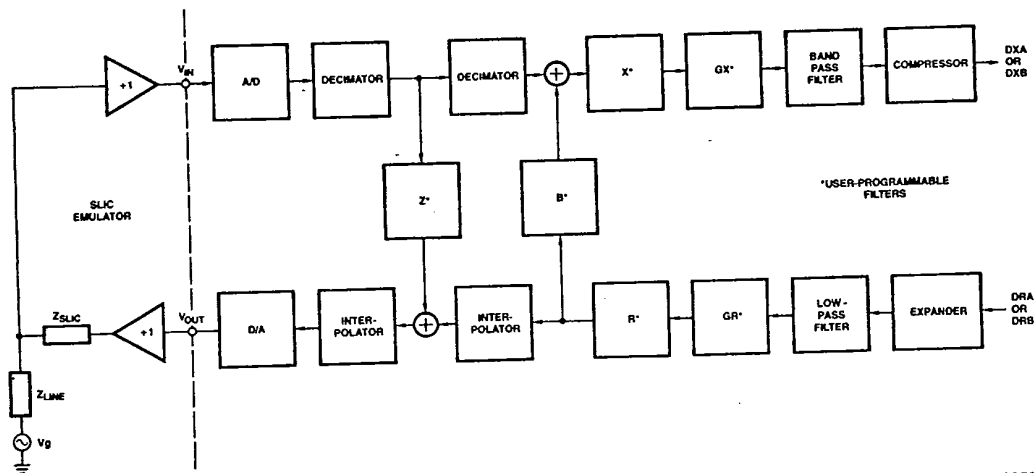 +1
V_IN
A/D
DECIMATOR
DECIMATOR
+
X*
GX*
BAND
PASS
FILTER
COMPRESSOR
DXA
OR
DXB
SLIC
EMULATOR
Z*
B*
*USER-PROGRAMMABLE
FILTERS
Z_SLIC
+1
V_OUT
D/A
INTER-
POLATOR
+
INTER-
POLATOR
R*
GR*
LOW-
PASS
FILTER
EXPANDER
DRA
OR
DRB
Z_LINE
Vg